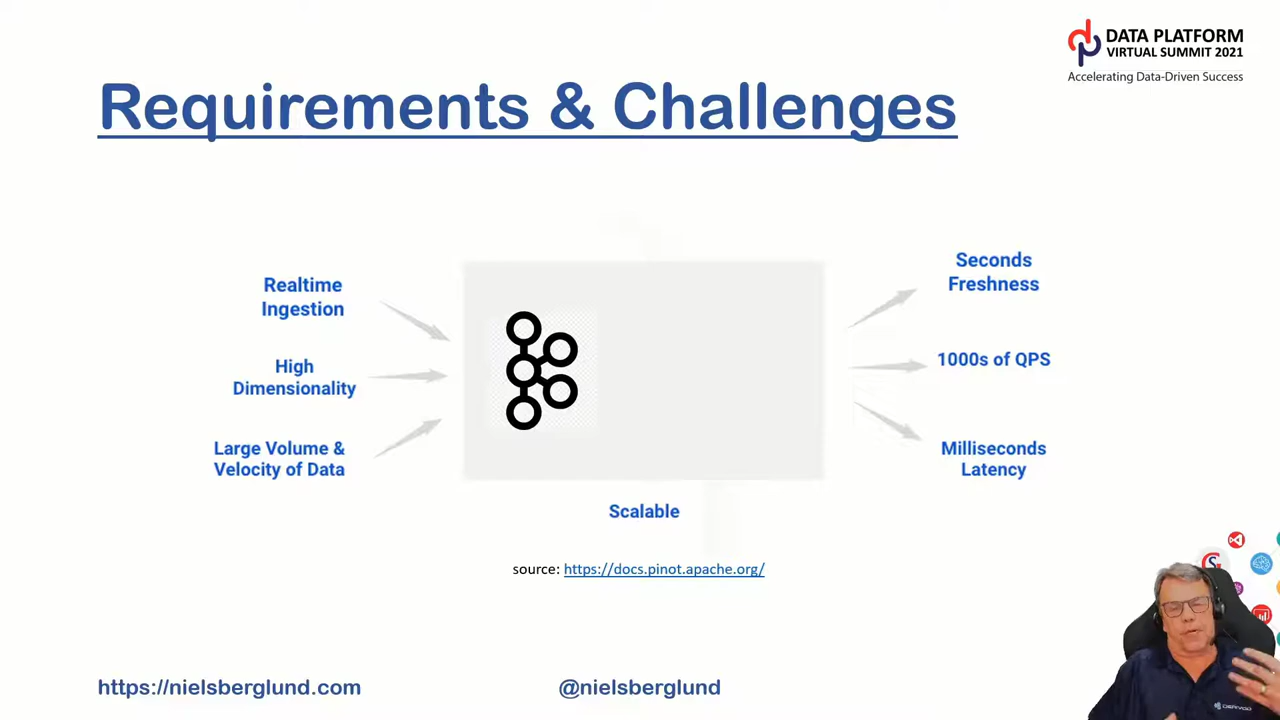 DATA PLATFORM
VIRTUAL SUMMIT 2021
Accelerating Data-Driven Success
Requirements & Challenges
Realtime
Ingestion
High
Dimensionality
Large Volume &
Velocity of Data
Scalable
Seconds
Freshness
1000s of QPS
Milliseconds
Latency
source: https://docs.pinot.apache.org/
https://nielsberglund.com
@nielsberglund
DERIVCO